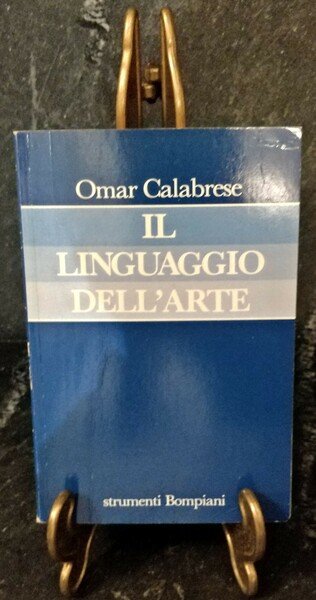 Omar Calabrese
IL
LINGUAGGIO
DELL'ARTE
strumenti Bompiani